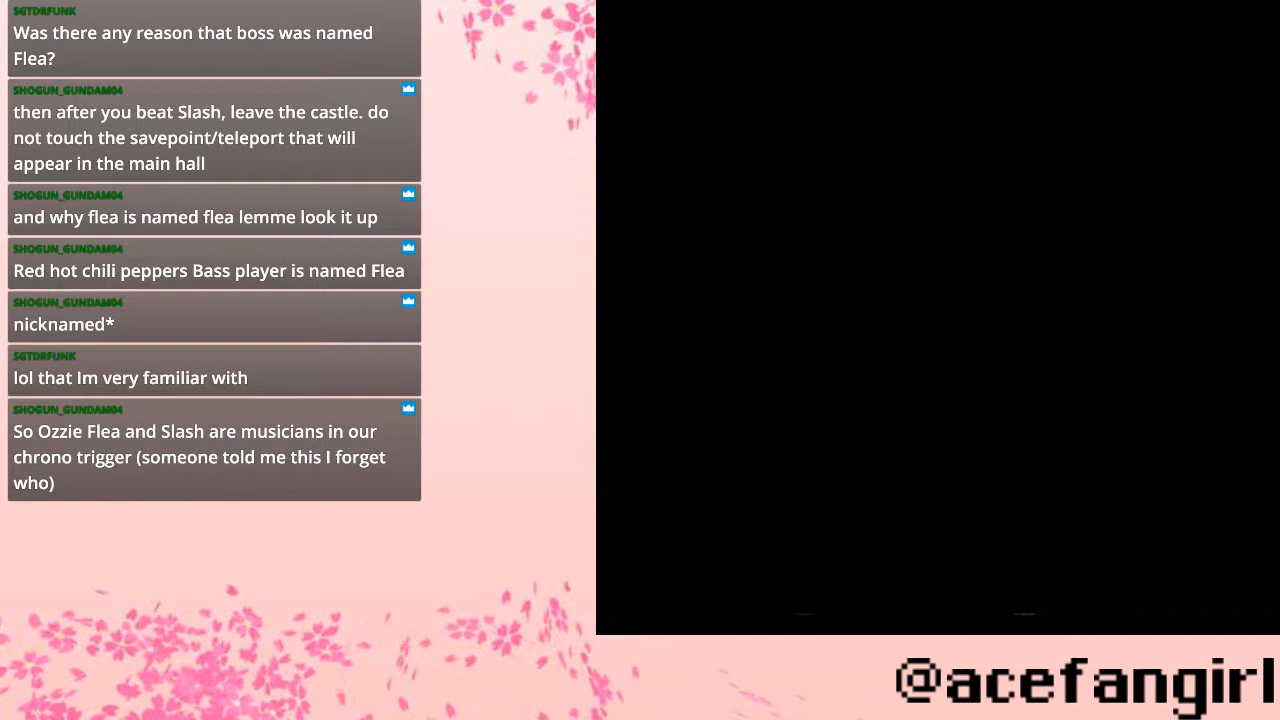 SGTDRFUNK
Was there any reason that boss was named
Flea?
SHOGUN_GUNDAM04
then after you beat Slash, leave the castle. do
not touch the savepoint/teleport that will
appear in the main hall
SHOGUN_GUNDAM04
and why flea is named flea lemme look it up
SHOGUN_GUNDAM04
Red hot chili peppers Bass player is named Flea
SHOGUN_GUNDAM04
nicknamed*
SGTDRFUNK
lol that Im very familiar with
SHOGUN_GUNDAM04
So Ozzie Flea and Slash are musicians in our
chrono trigger (someone told me this I forget
who)
@acefangirl